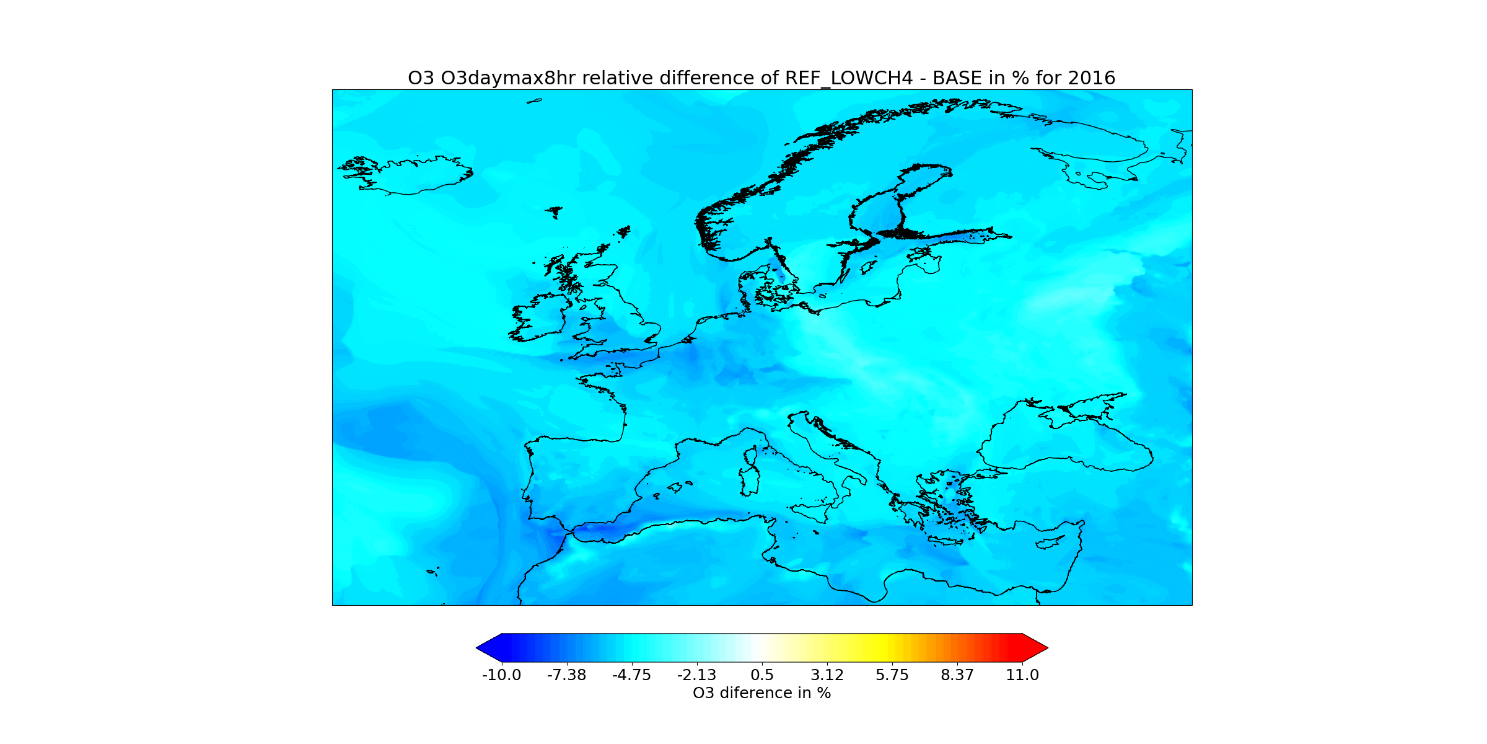 O3 O3daymax8hr relative difference of REF_LOWCH4 - BASE in % for 2016
-10.0 -7.38 -4.75 -2.13 0.5 3.12 5.75 8.37 11.0
O3 diference in %